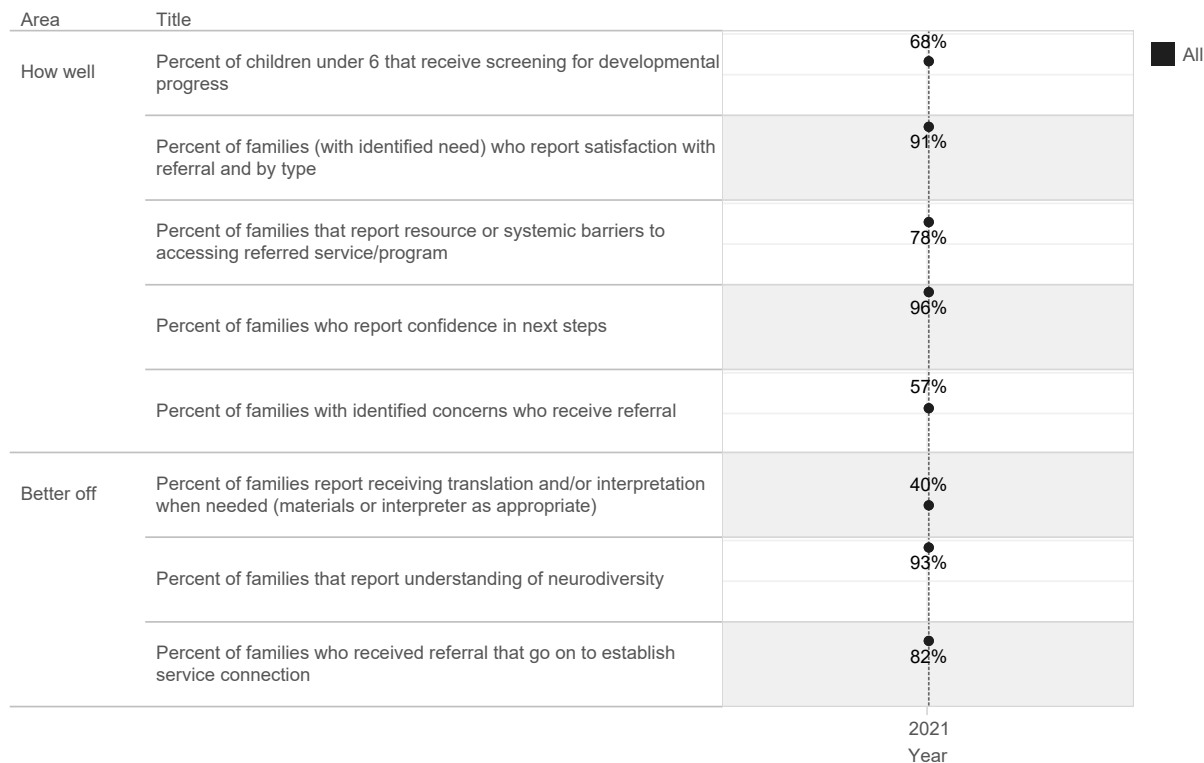 Area Title
68%
All
How well
Percent of children under 6 that receive screening for developmental
progress
Percent of families (with identified need) who report satisfaction with
referral and by type
91%
Percent of families that report resource or systemic barriers to
accessing referred service/program
78%
Percent of families who report confidence in next steps
96%
Percent of families with identified concerns who receive referral
57%
Better off
Percent of families report receiving translation and/or interpretation
when needed (materials or interpreter as appropriate)
40%
Percent of families that report understanding of neurodiversity
93%
Percent of families who received referral that go on to establish
service connection
82%
2021
Year